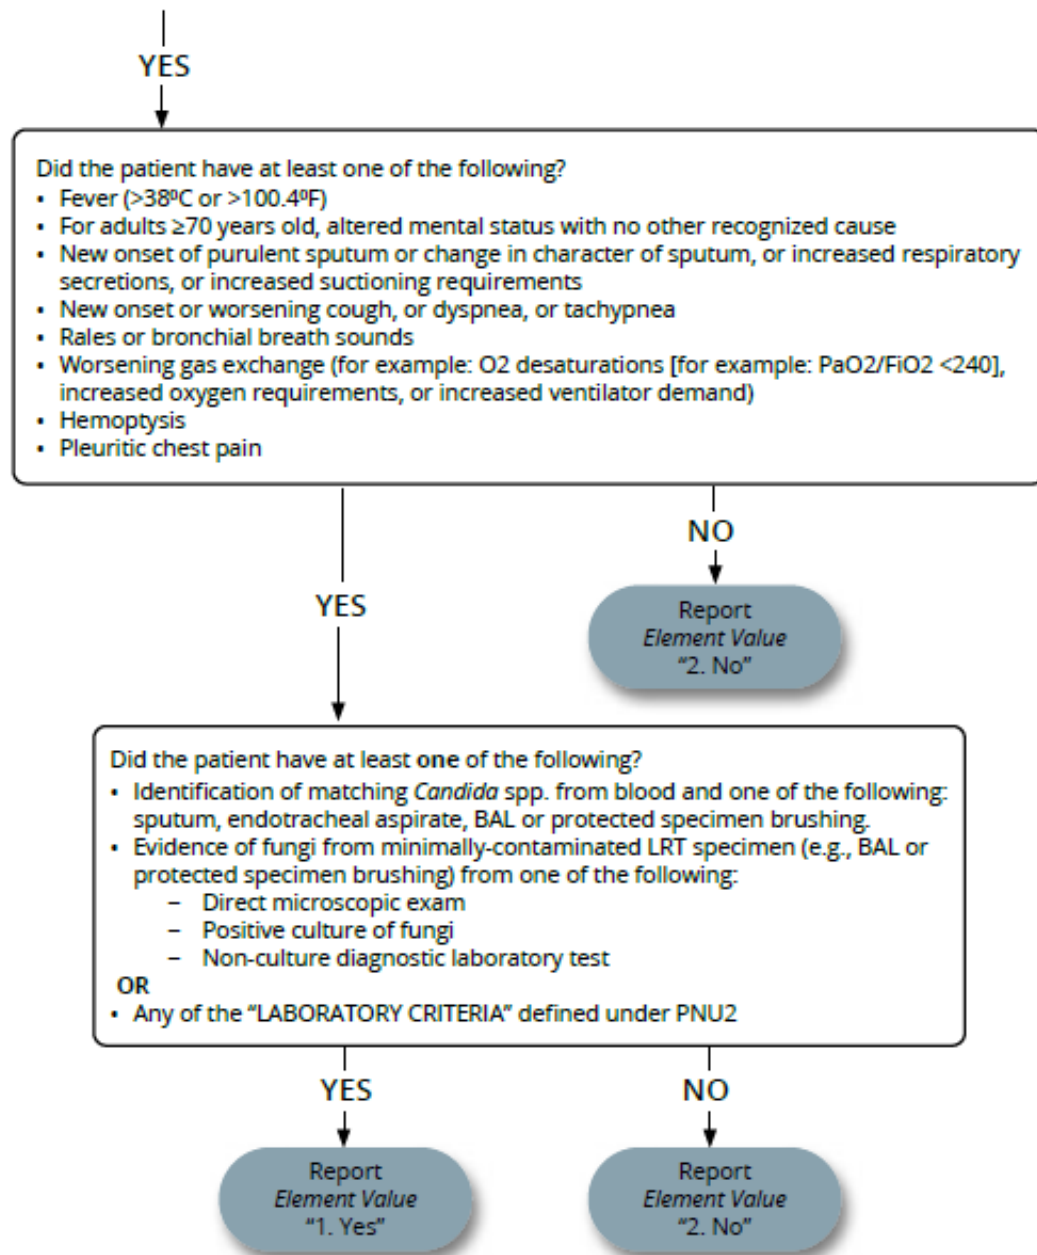 YES
Did the patient have at least one of the following?
• Fever (>38ºC or >100.4ºF)
• For adults ≥70 years old, altered mental status with no other recognized cause
• New onset of purulent sputum or change in character of sputum, or increased respiratory
secretions, or increased suctioning requirements
• New onset or worsening cough, or dyspnea, or tachypnea
• Rales or bronchial breath sounds
• Worsening gas exchange (for example: O2 desaturations [for example: PaO2/FiO2 <240],
increased oxygen requirements, or increased ventilator demand)
• Hemoptysis
• Pleuritic chest pain
NO
Report
Element Value
“2. No”
YES
Did the patient have at least one of the following?
• Identification of matching Candida spp. from blood and one of the following:
sputum, endotracheal aspirate, BAL or protected specimen brushing.
• Evidence of fungi from minimally-contaminated LRT specimen (e.g., BAL or
protected specimen brushing) from one of the following:
– Direct microscopic exam
– Positive culture of fungi
– Non-culture diagnostic laboratory test
OR
• Any of the “LABORATORY CRITERIA” defined under PNU2
YES
Report
Element Value
“1. Yes”
NO
Report
Element Value
“2. No”